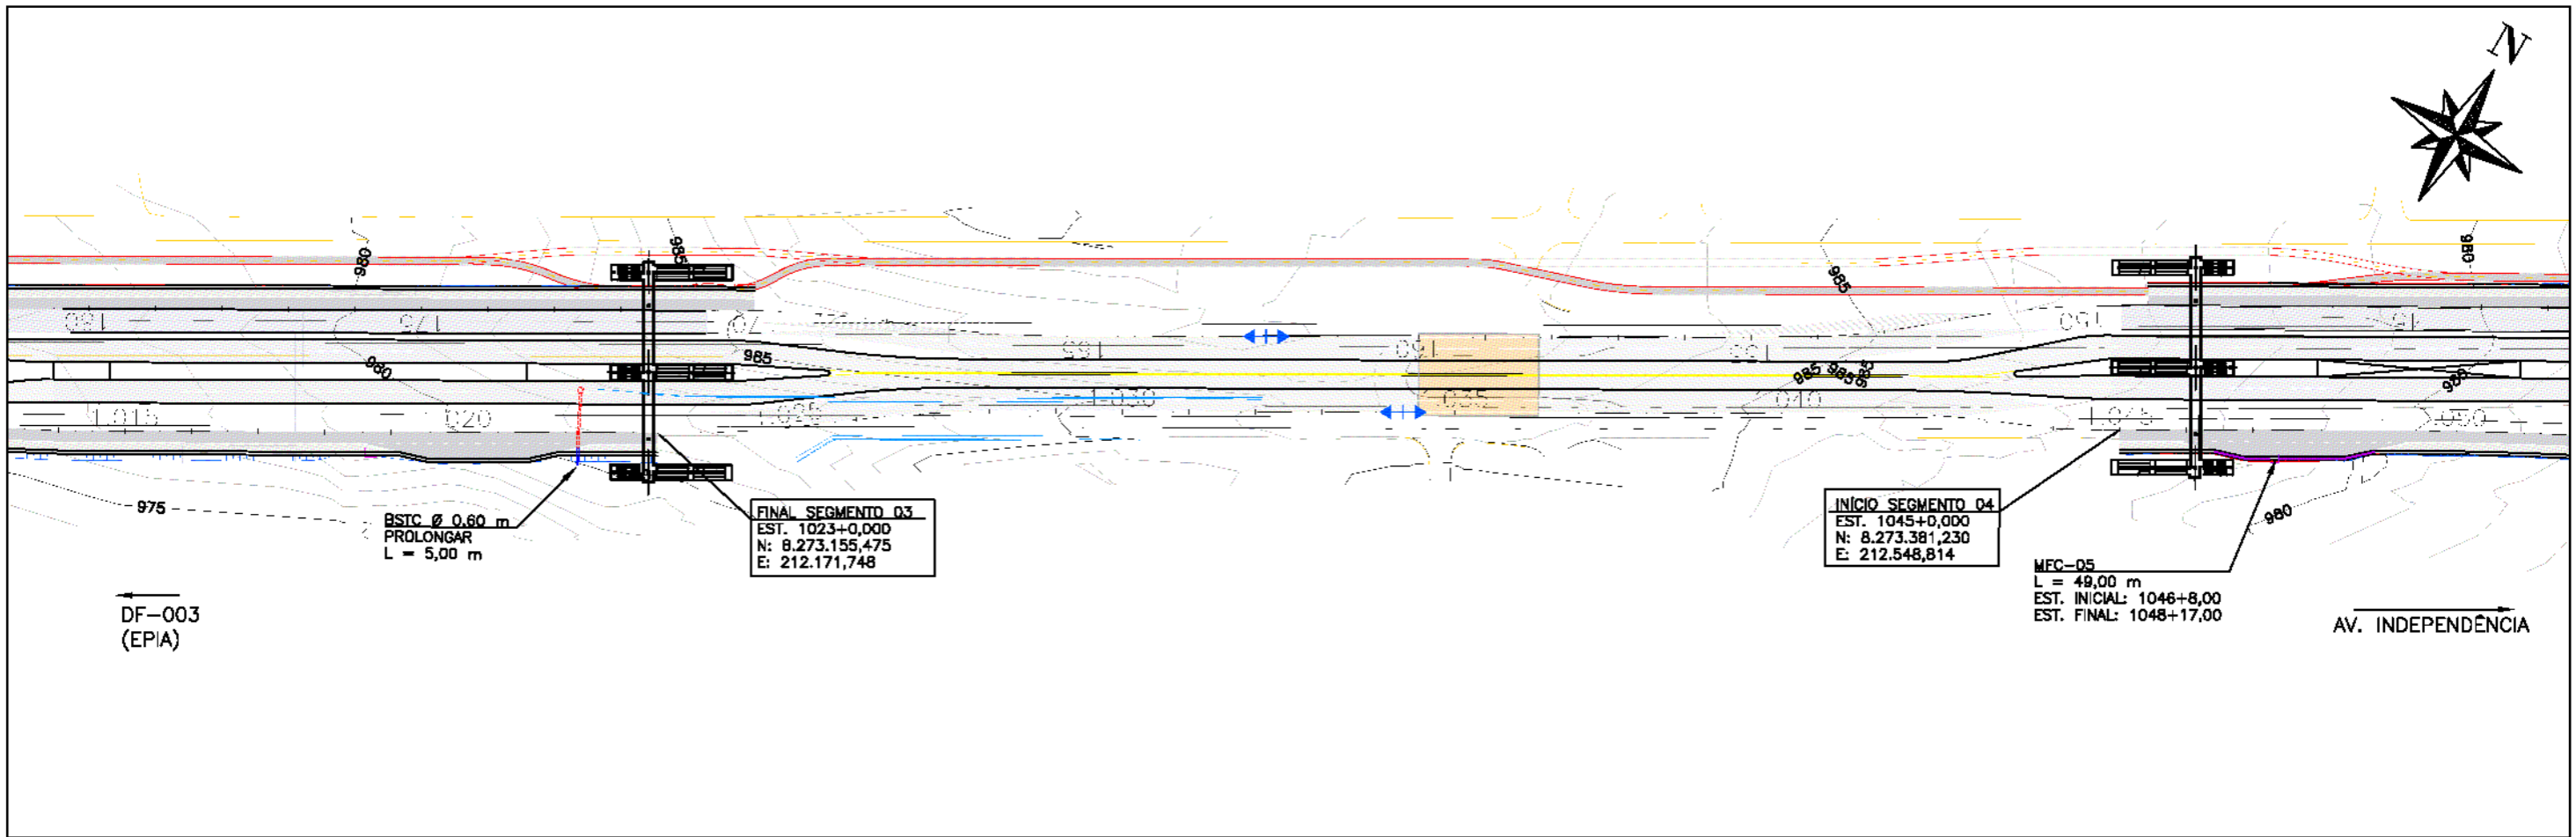 N
980
985
980
985
980
985
985
985
985
980
980
1.015
020
1.025
1.030
035
040
1.045
1.050
975
BSTC Ø 0,60 m
PROLONGAR
L = 5,00 m
FINAL SEGMENTO 03
EST. 1023+0,000
N: 8.273.155,475
E: 212.171,748
INÍCIO SEGMENTO 04
EST. 1045+0,000
N: 8.273.381,230
E: 212.548,814
MFC-05
L = 49,00 m
EST. INICIAL: 1046+8,00
EST. FINAL: 1048+17,00
DF-003
(EPIA)
AV. INDEPENDÊNCIA